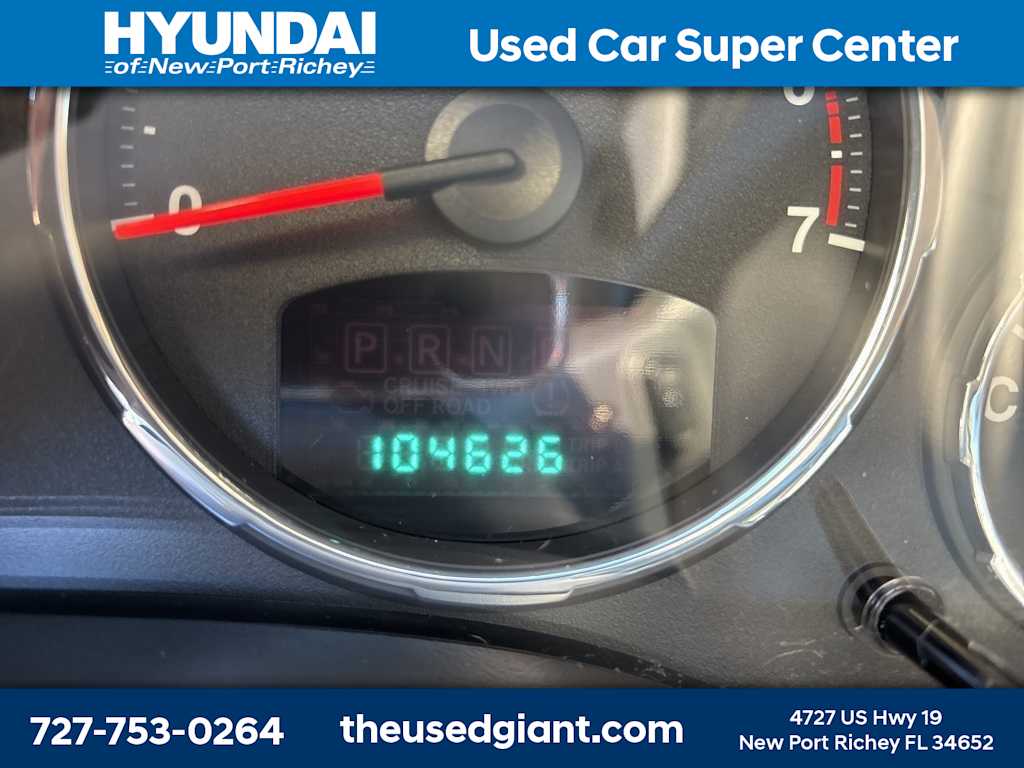 HYUNDAI
of New Port Richey
Used Car Super Center
0
7
P R N
CRUISE
OFF ROAD
104626
C
727-753-0264
theusedgiant.com
4727 US Hwy 19
New Port Richey FL 34652